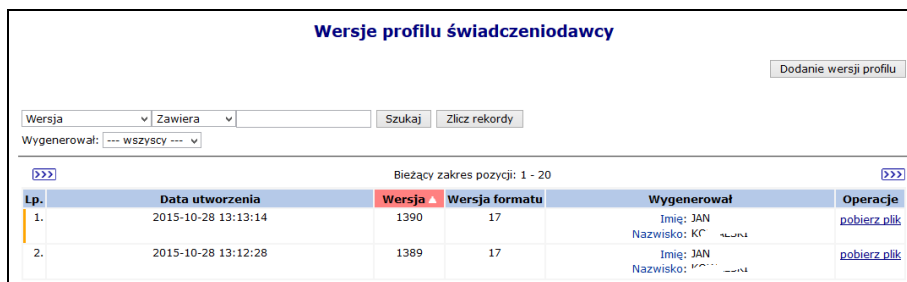 Wersje profilu świadczeniodawcy
Dodanie wersji profilu
Wersja Zawiera Szukaj Zlicz rekordy
Wygenerował: --- wszyscy ---
>>> Bieżący zakres pozycji: 1 - 20 >>>
Lp. Data utworzenia Wersja Wersja formatu Wygenerował Operacje
1. 2015-10-28 13:13:14 1390 17 Imię: JAN pobierz plik
Nazwisko:
2. 2015-10-28 13:12:28 1389 17 Imię: JAN pobierz plik
Nazwisko: